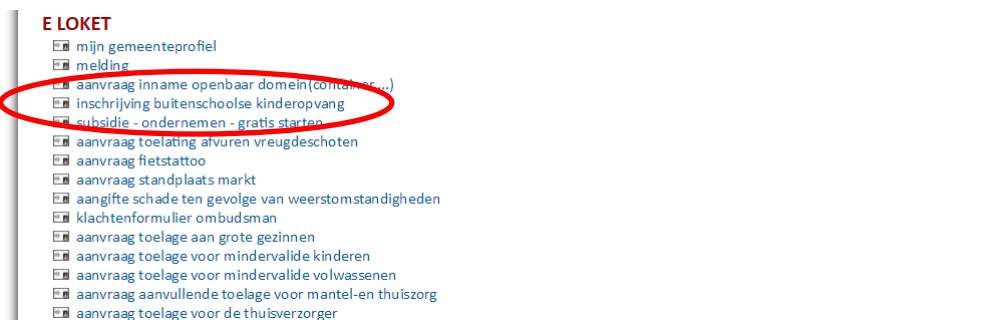 E LOKET
mijn gemeenteprofiel
melding
aanvraag inname openbaar domein(container,...)
inschrijving buitenschoolse kinderopvang
subsidie - ondernemen - gratis starten
aanvraag toelating afvuren vreugdeschoten
aanvraag fietstattoo
aanvraag standplaats markt
aangifte schade ten gevolge van weerstomstandigheden
klachtenformulier ombudsman
aanvraag toelage aan grote gezinnen
aanvraag toelage voor mindervalide kinderen
aanvraag toelage voor mindervalide volwassenen
aanvraag aanvullende toelage voor mantel-en thuiszorg
aanvraag toelage voor de thuisverzorger